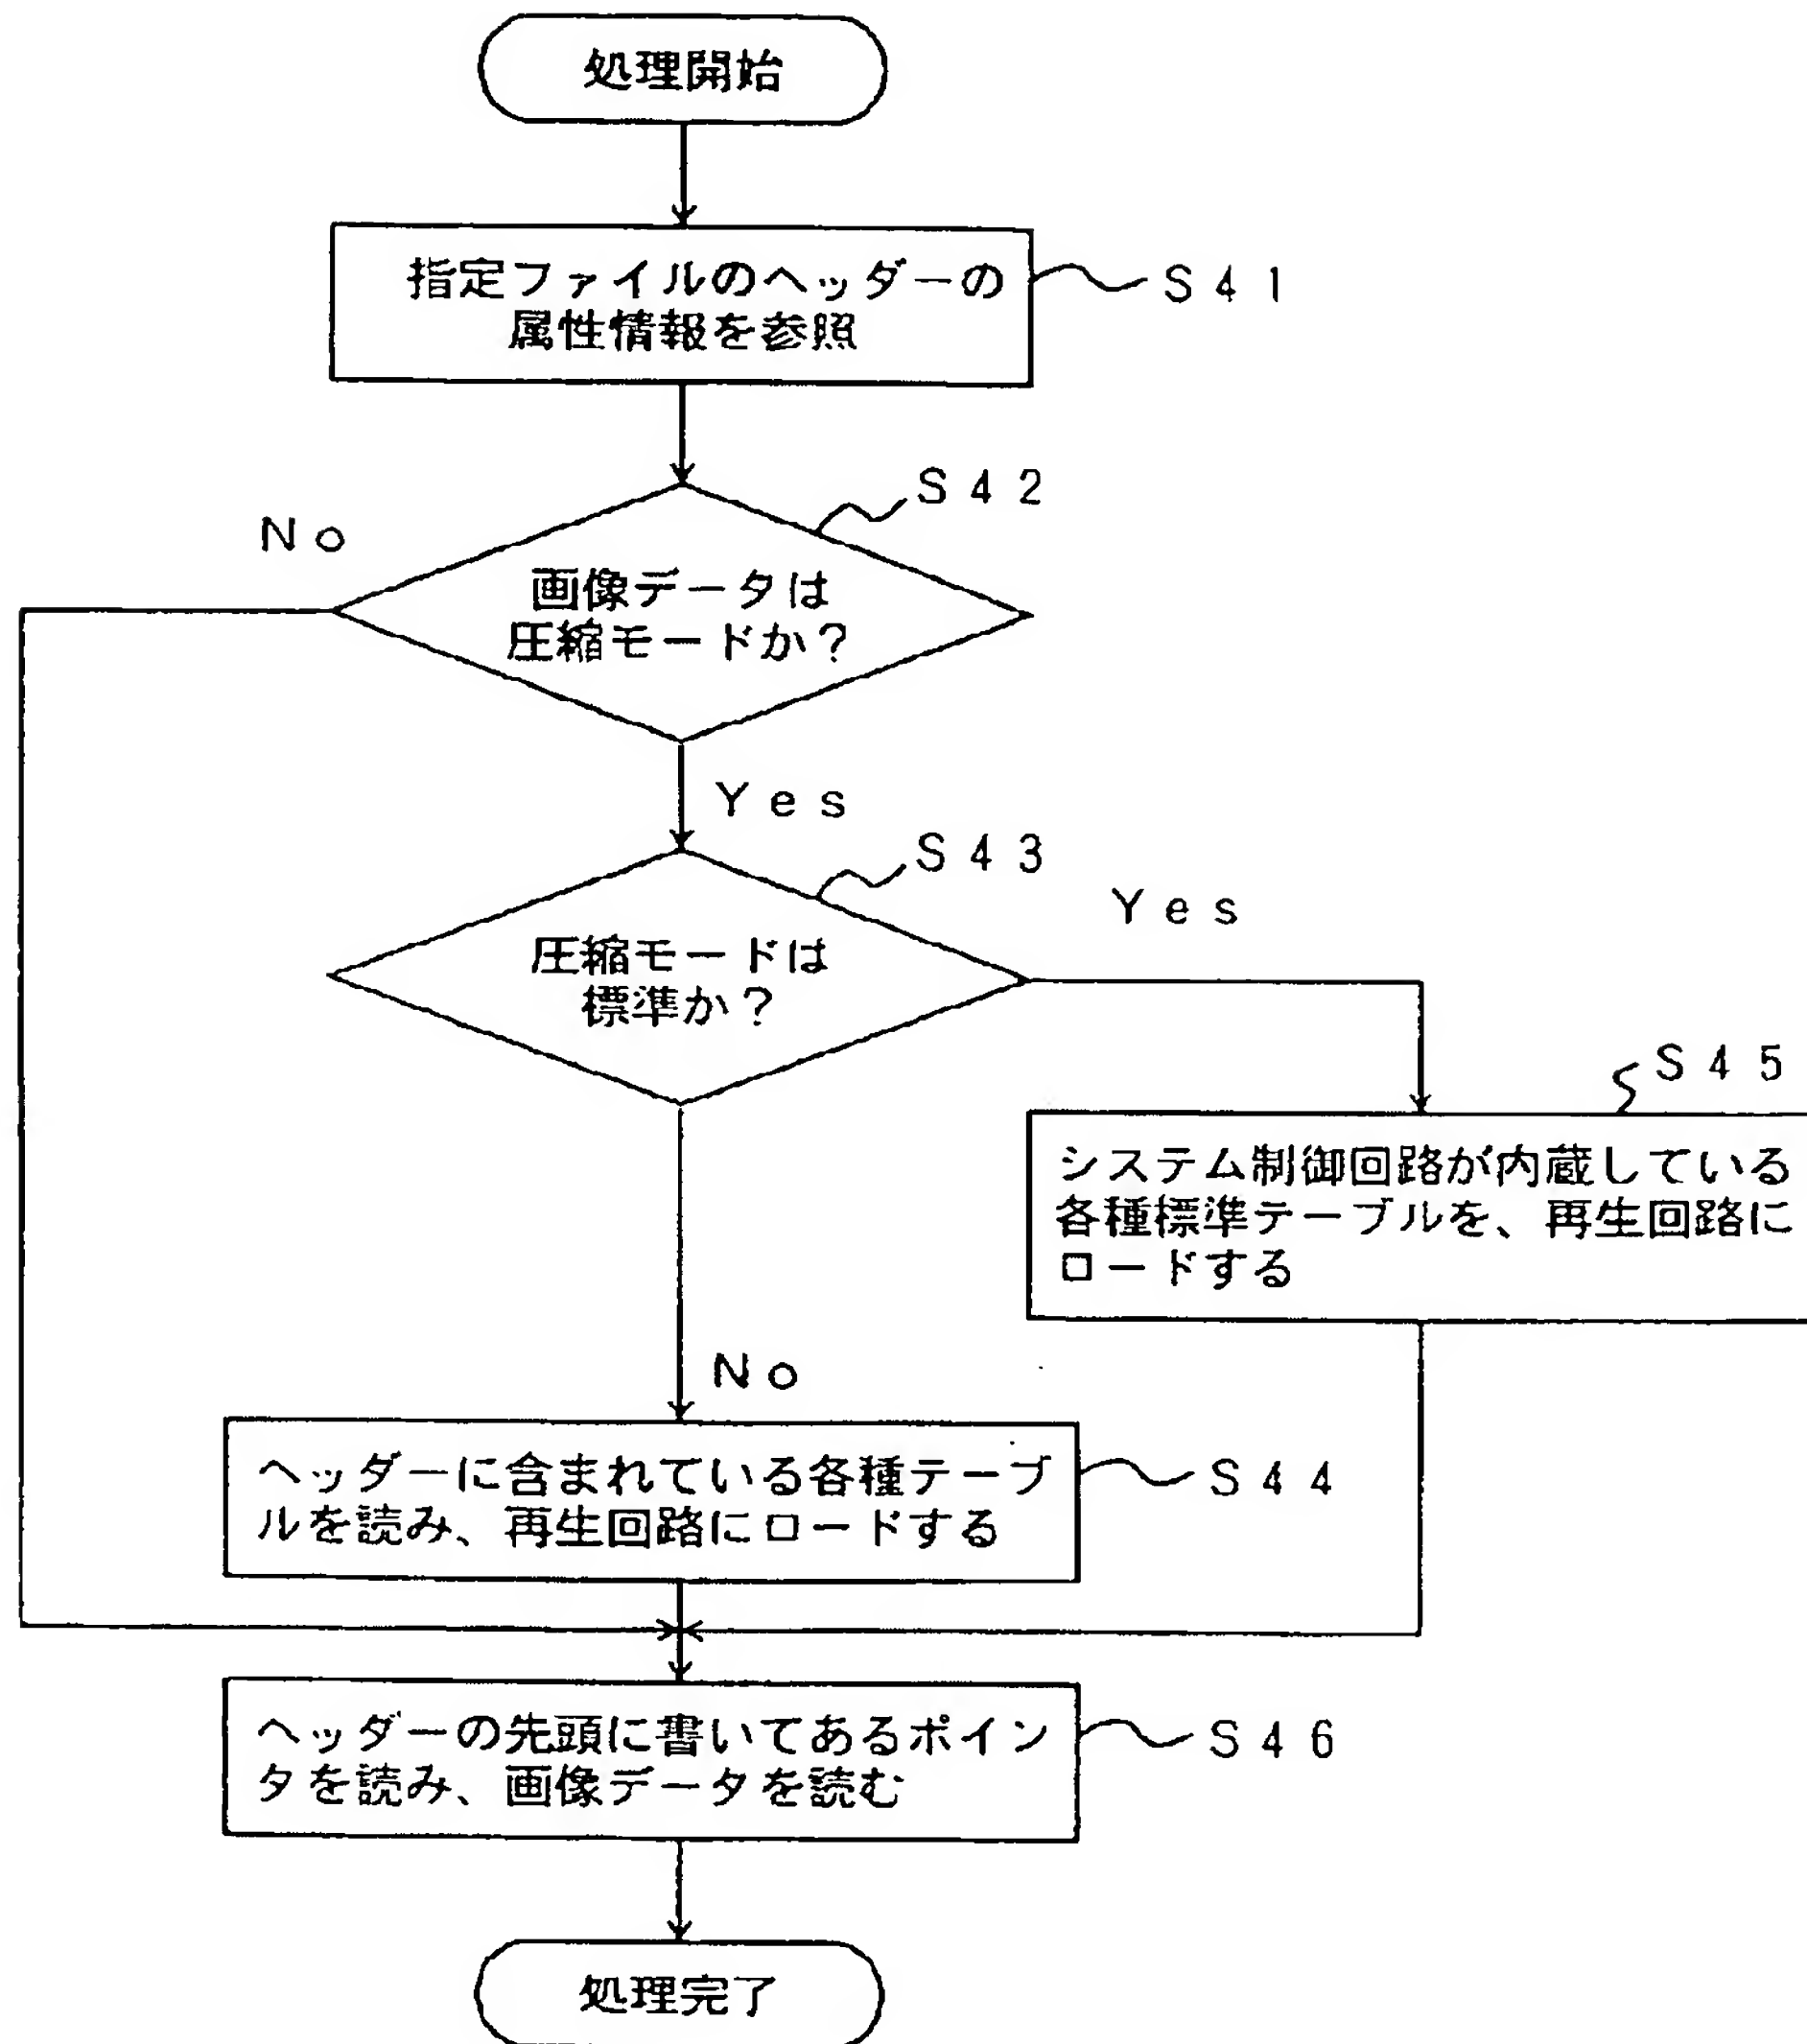 処理開始
指定ファイルのヘッダーの
属性情報を参照
S41
S42
No
画像データは
圧縮モードか？
Yes
S43
Yes
圧縮モードは
標準か？
S45
システム制御回路が内蔵している
各種標準テーブルを、再生回路に
ロードする
No
ヘッダーに含まれている各種テーブ
ルを読み、再生回路にロードする
S44
ヘッダーの先頭に書いてあるポイン
タを読み、画像データを読む
S46
処理完了